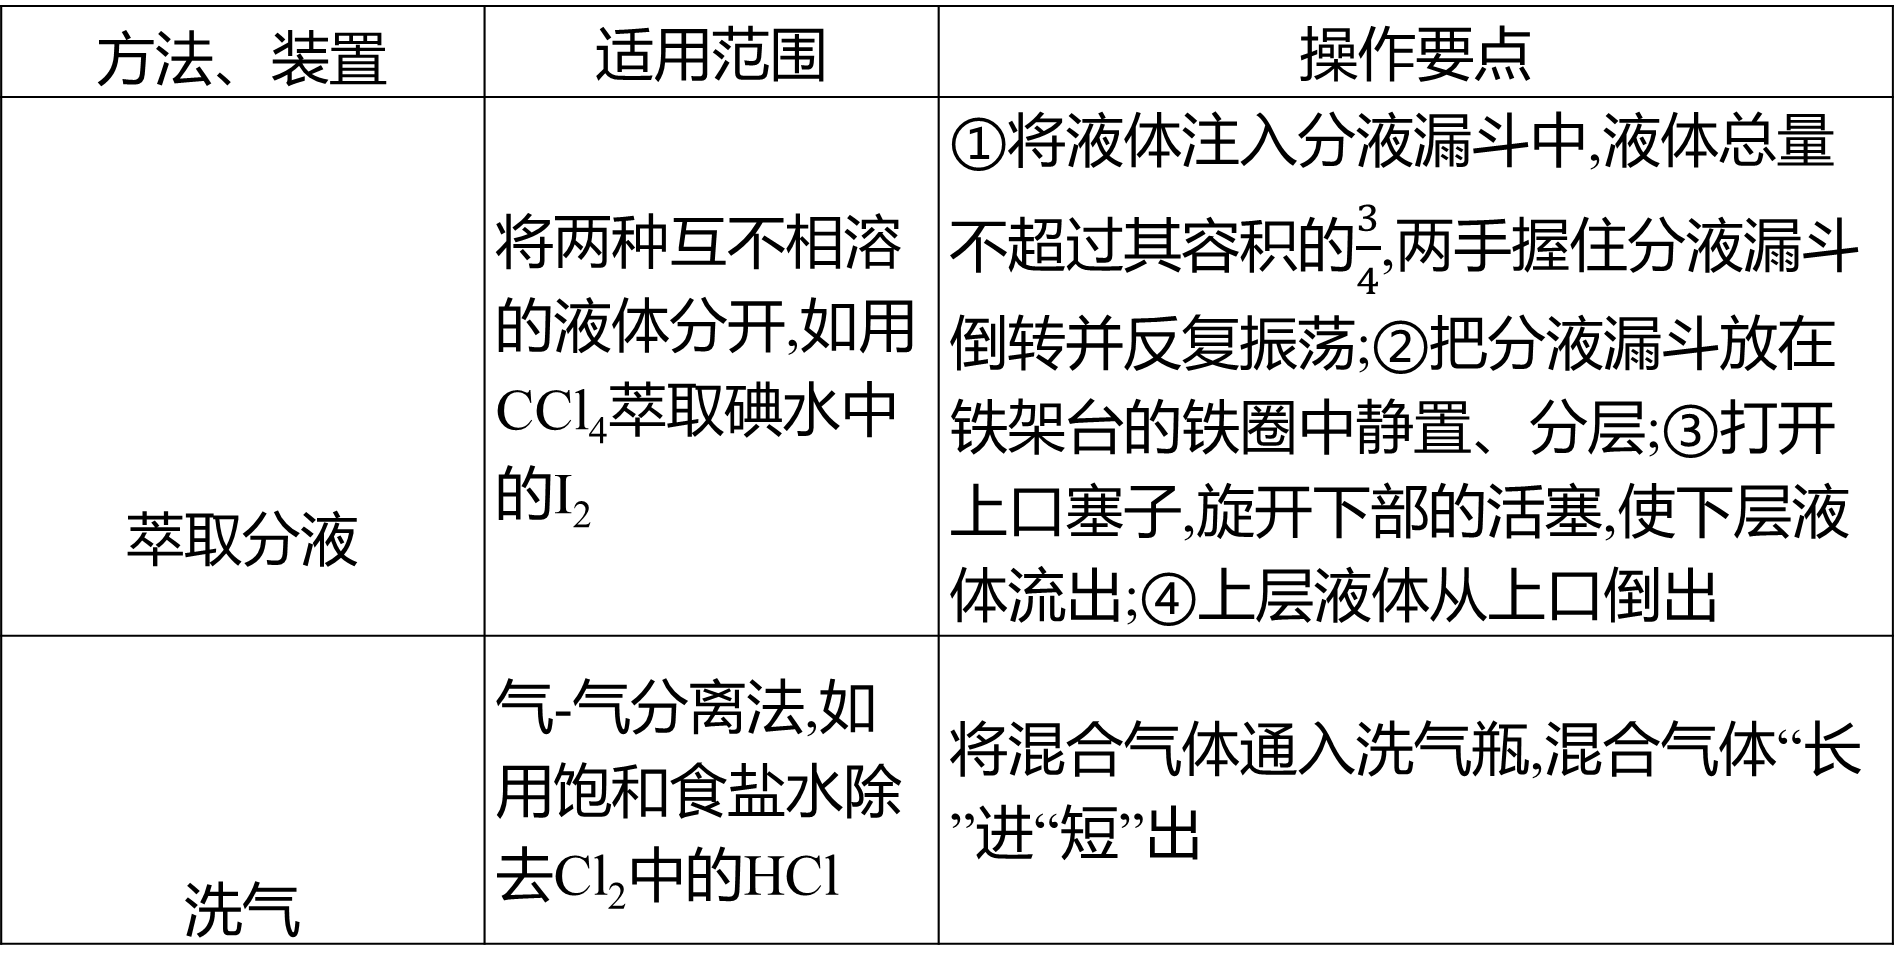 方法、装置
适用范围
操作要点
萃取分液
将两种互不相溶
的液体分开,如用
CCl₄萃取碘水中
的I₂
①将液体注入分液漏斗中,液体总量
不超过其容积的3/4,两手握住分液漏斗
倒转并反复振荡;②把分液漏斗放在
铁架台的铁圈中静置、分层;③打开
上口塞子,旋开下部的活塞,使下层液
体流出;④上层液体从上口倒出
洗气
气-气分离法,如
用饱和食盐水除
去Cl₂中的HCl
将混合气体通入洗气瓶,混合气体“长
”进“短”出